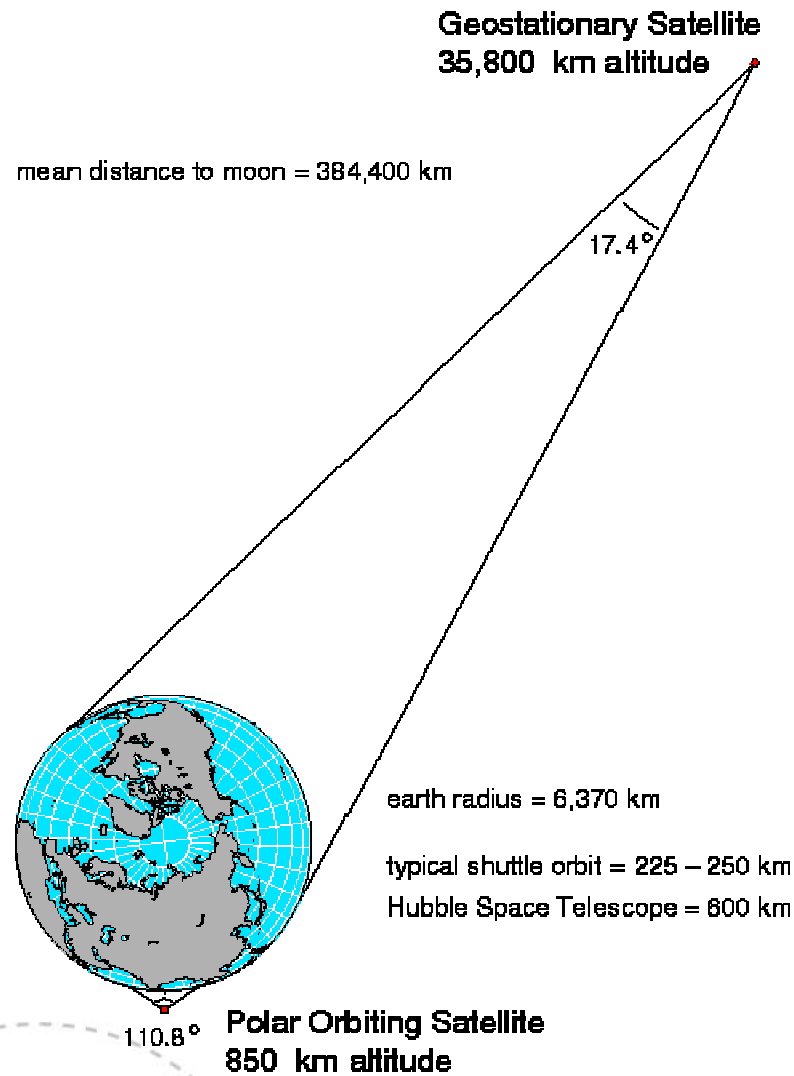 Geostationary Satellite
35,800 km altitude
mean distance to moon = 384,400 km
17.4°
earth radius = 6,370 km
typical shuttle orbit = 225 – 250 km
Hubble Space Telescope = 600 km
110.8°
Polar Orbiting Satellite
850 km altitude